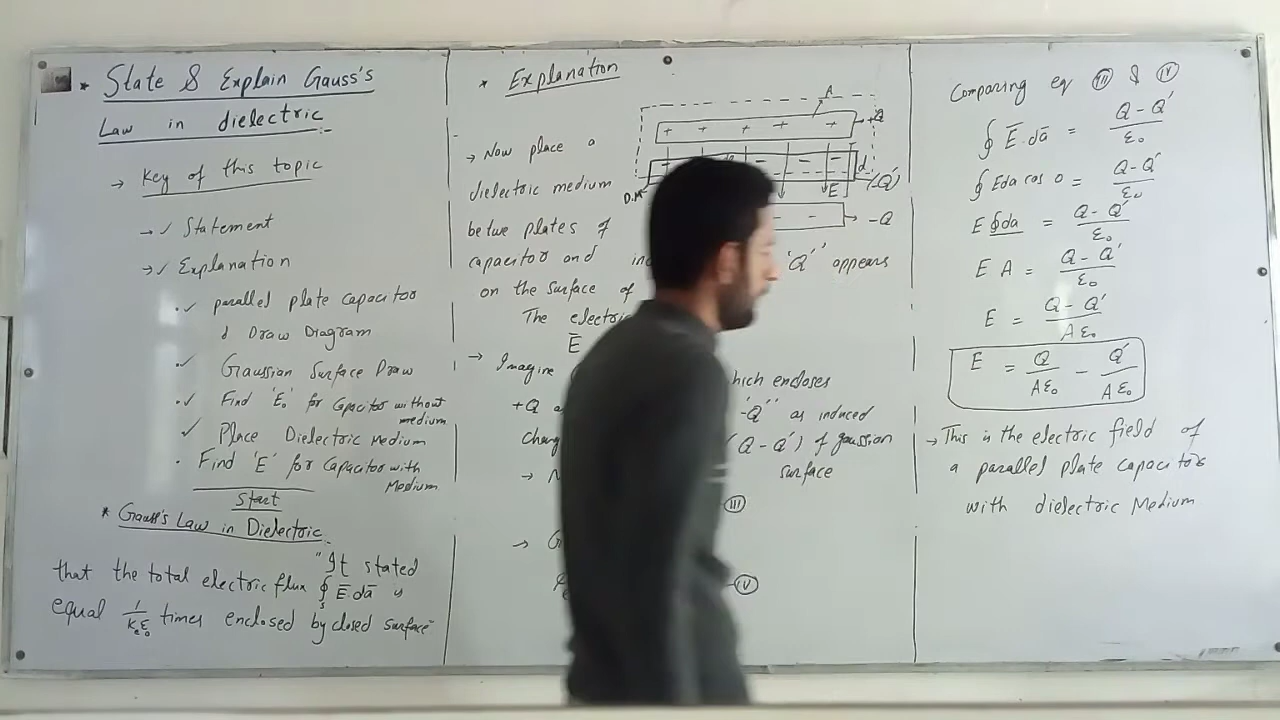 * State & Explain Gauss's
Law in dielectric :-
→ Key of this topic
→ ✓ Statement
→ ✓ Explanation
· ✓ parallel plate Capacitor
& Draw Diagram
✓ Gaussian Surface Draw
· ✓ Find 'E₀' for Capacitor without
medium
✓ Place Dielectric Medium
· Find 'E' for Capacitor with
Medium
Start
* Gauss's Law in Dielectric :-
"It stated
that the total electric flux ∮s E̅ da̅ is
equal 1/Kₑε₀ times enclosed by closed surface"
* Explanation
→ Now place a
dielectric medium
betwe plates of
capacitor and
'Q'' appears
on the surface of
The electric
E̅
→ Imagine
which encloses
+Q
-Q'' as induced
(Q - Q') of gaussian
surface
→ N
III
→ G
IV
A
+ + + + +
+Q
- - -
d
D.M
E
(-Q')
- -Q
Comparing eq III & IV
∮ E̅ da̅ = Q - Q' / ε₀
∮ Eda cos 0 = Q - Q' / ε₀
E ∮da = Q - Q' / ε₀
E A = Q - Q' / ε₀
E = Q - Q' / A ε₀
E = Q / Aε₀ - Q' / A ε₀
→ This is the electric field of
a parallel plate capacitors
with dielectric Medium